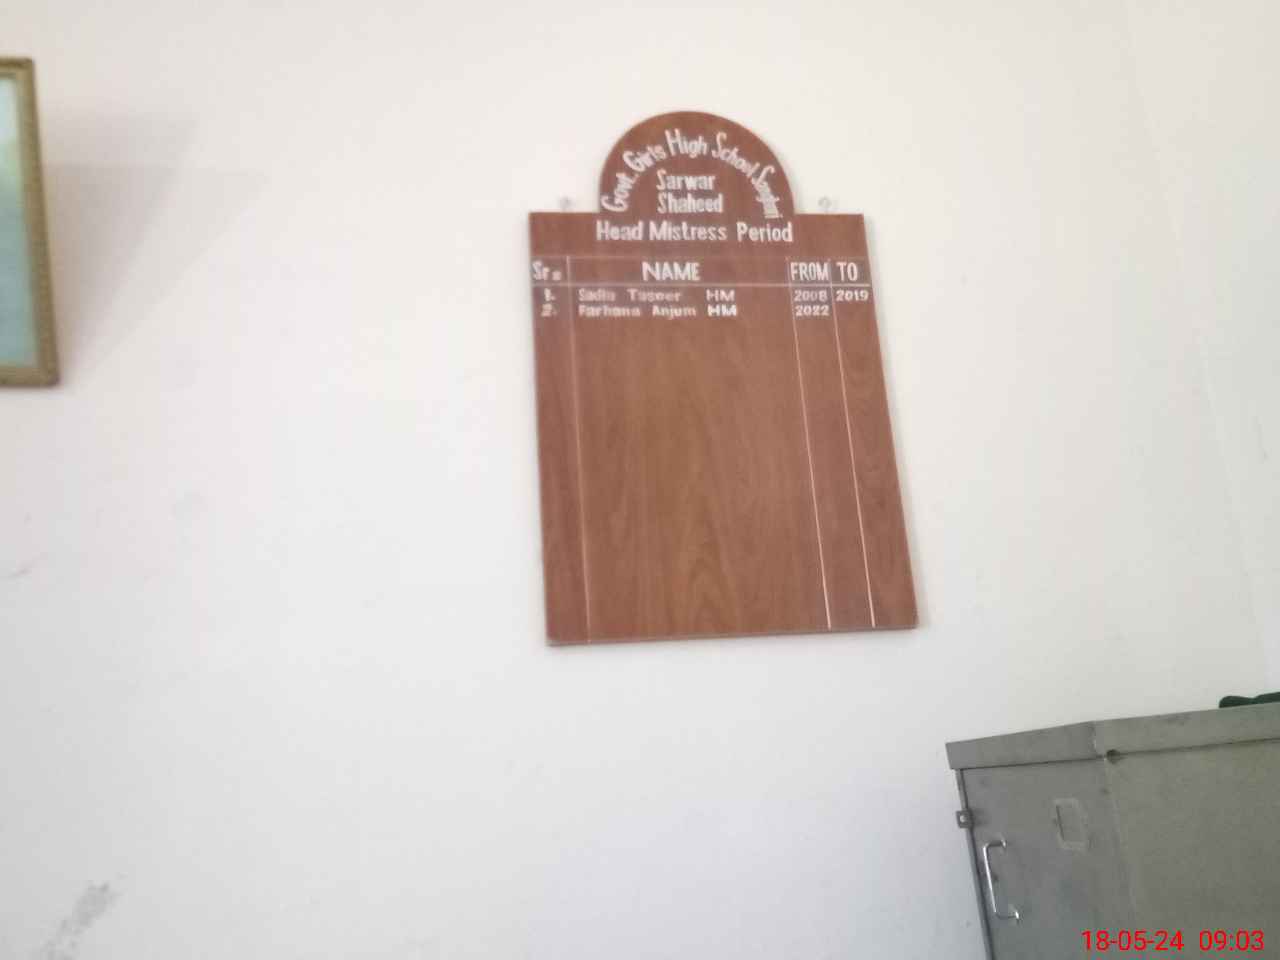 Govt. Girls High School Sangluri
Sarwar
Shaheed
Head Mistress Period
Sr# NAME FROM TO
1. Sadia Tasneer HM 2008 2019
2. Farhana Anjum HM 2022
18-05-24 09:03